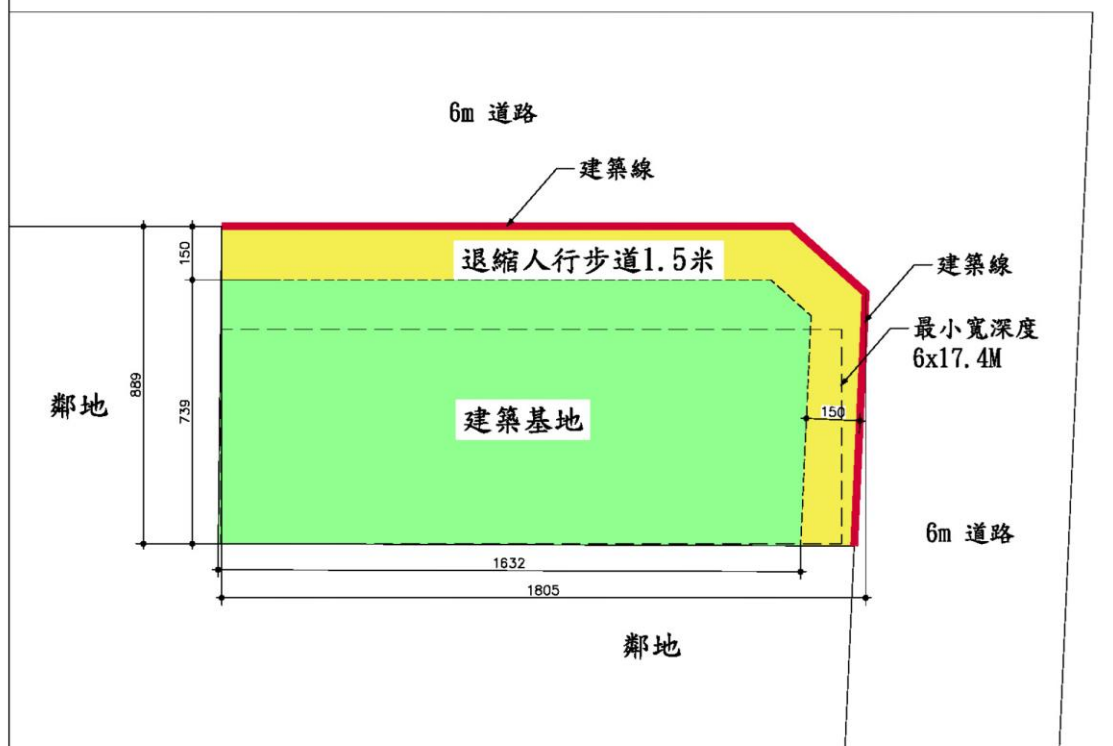 6m 道路
建築線
退縮人行步道1.5米
150
建築線
最小寬深度
6x17.4M
鄰地
889
739
建築基地
150
6m 道路
1632
1805
鄰地